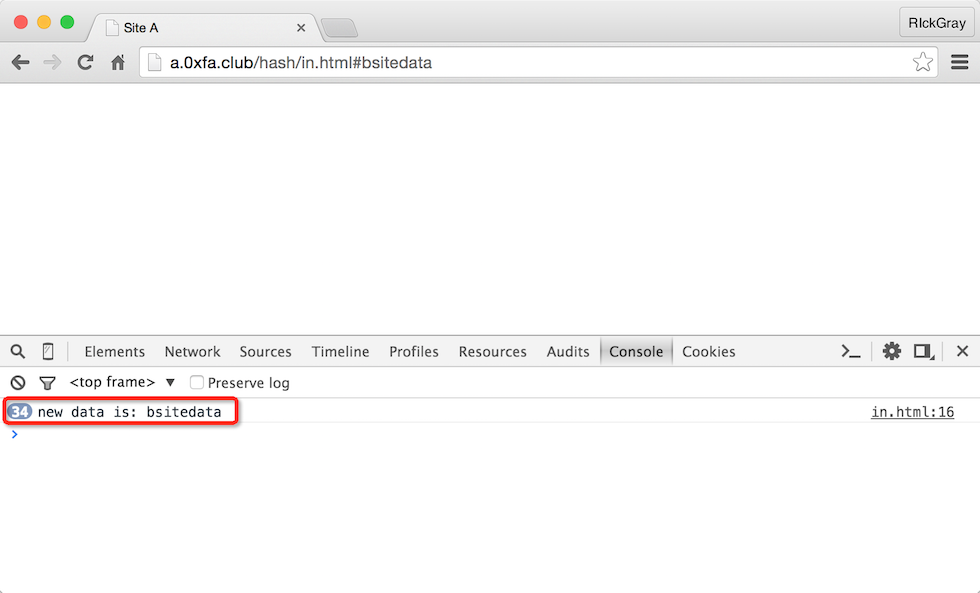 Site A
RIckGray
a.0xfa.club/hash/in.html#bsitedata
Elements Network Sources Timeline Profiles Resources Audits Console Cookies
<top frame> Preserve log
34 new data is: bsitedata in.html:16